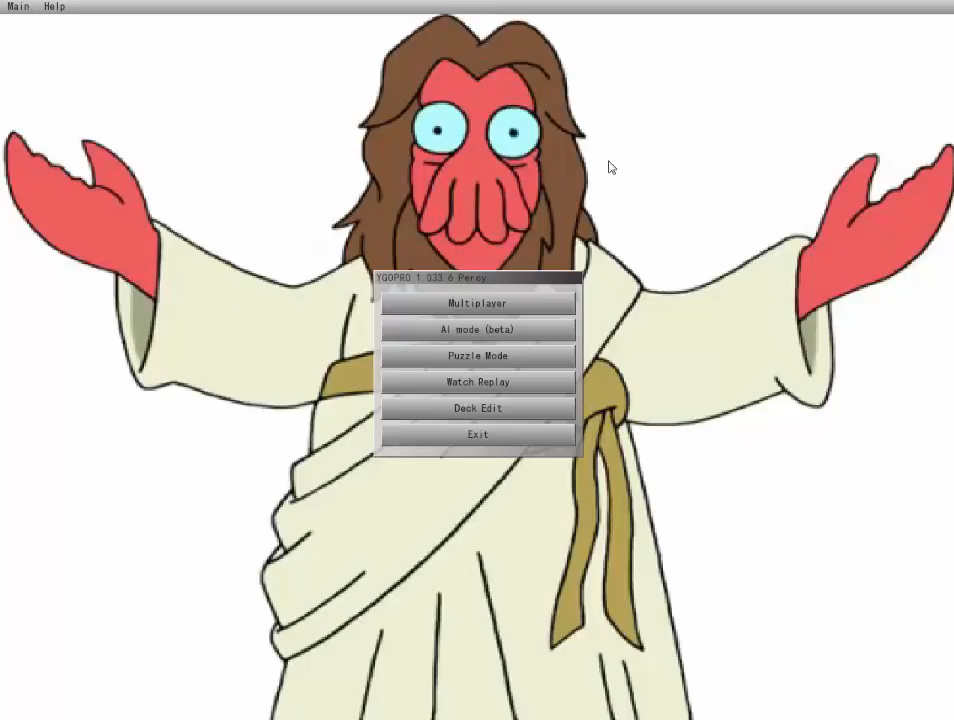 Main Help
YGOPRO 1.033.6 Percy
Multiplayer
AI mode (beta)
Puzzle Mode
Watch Replay
Deck Edit
Exit